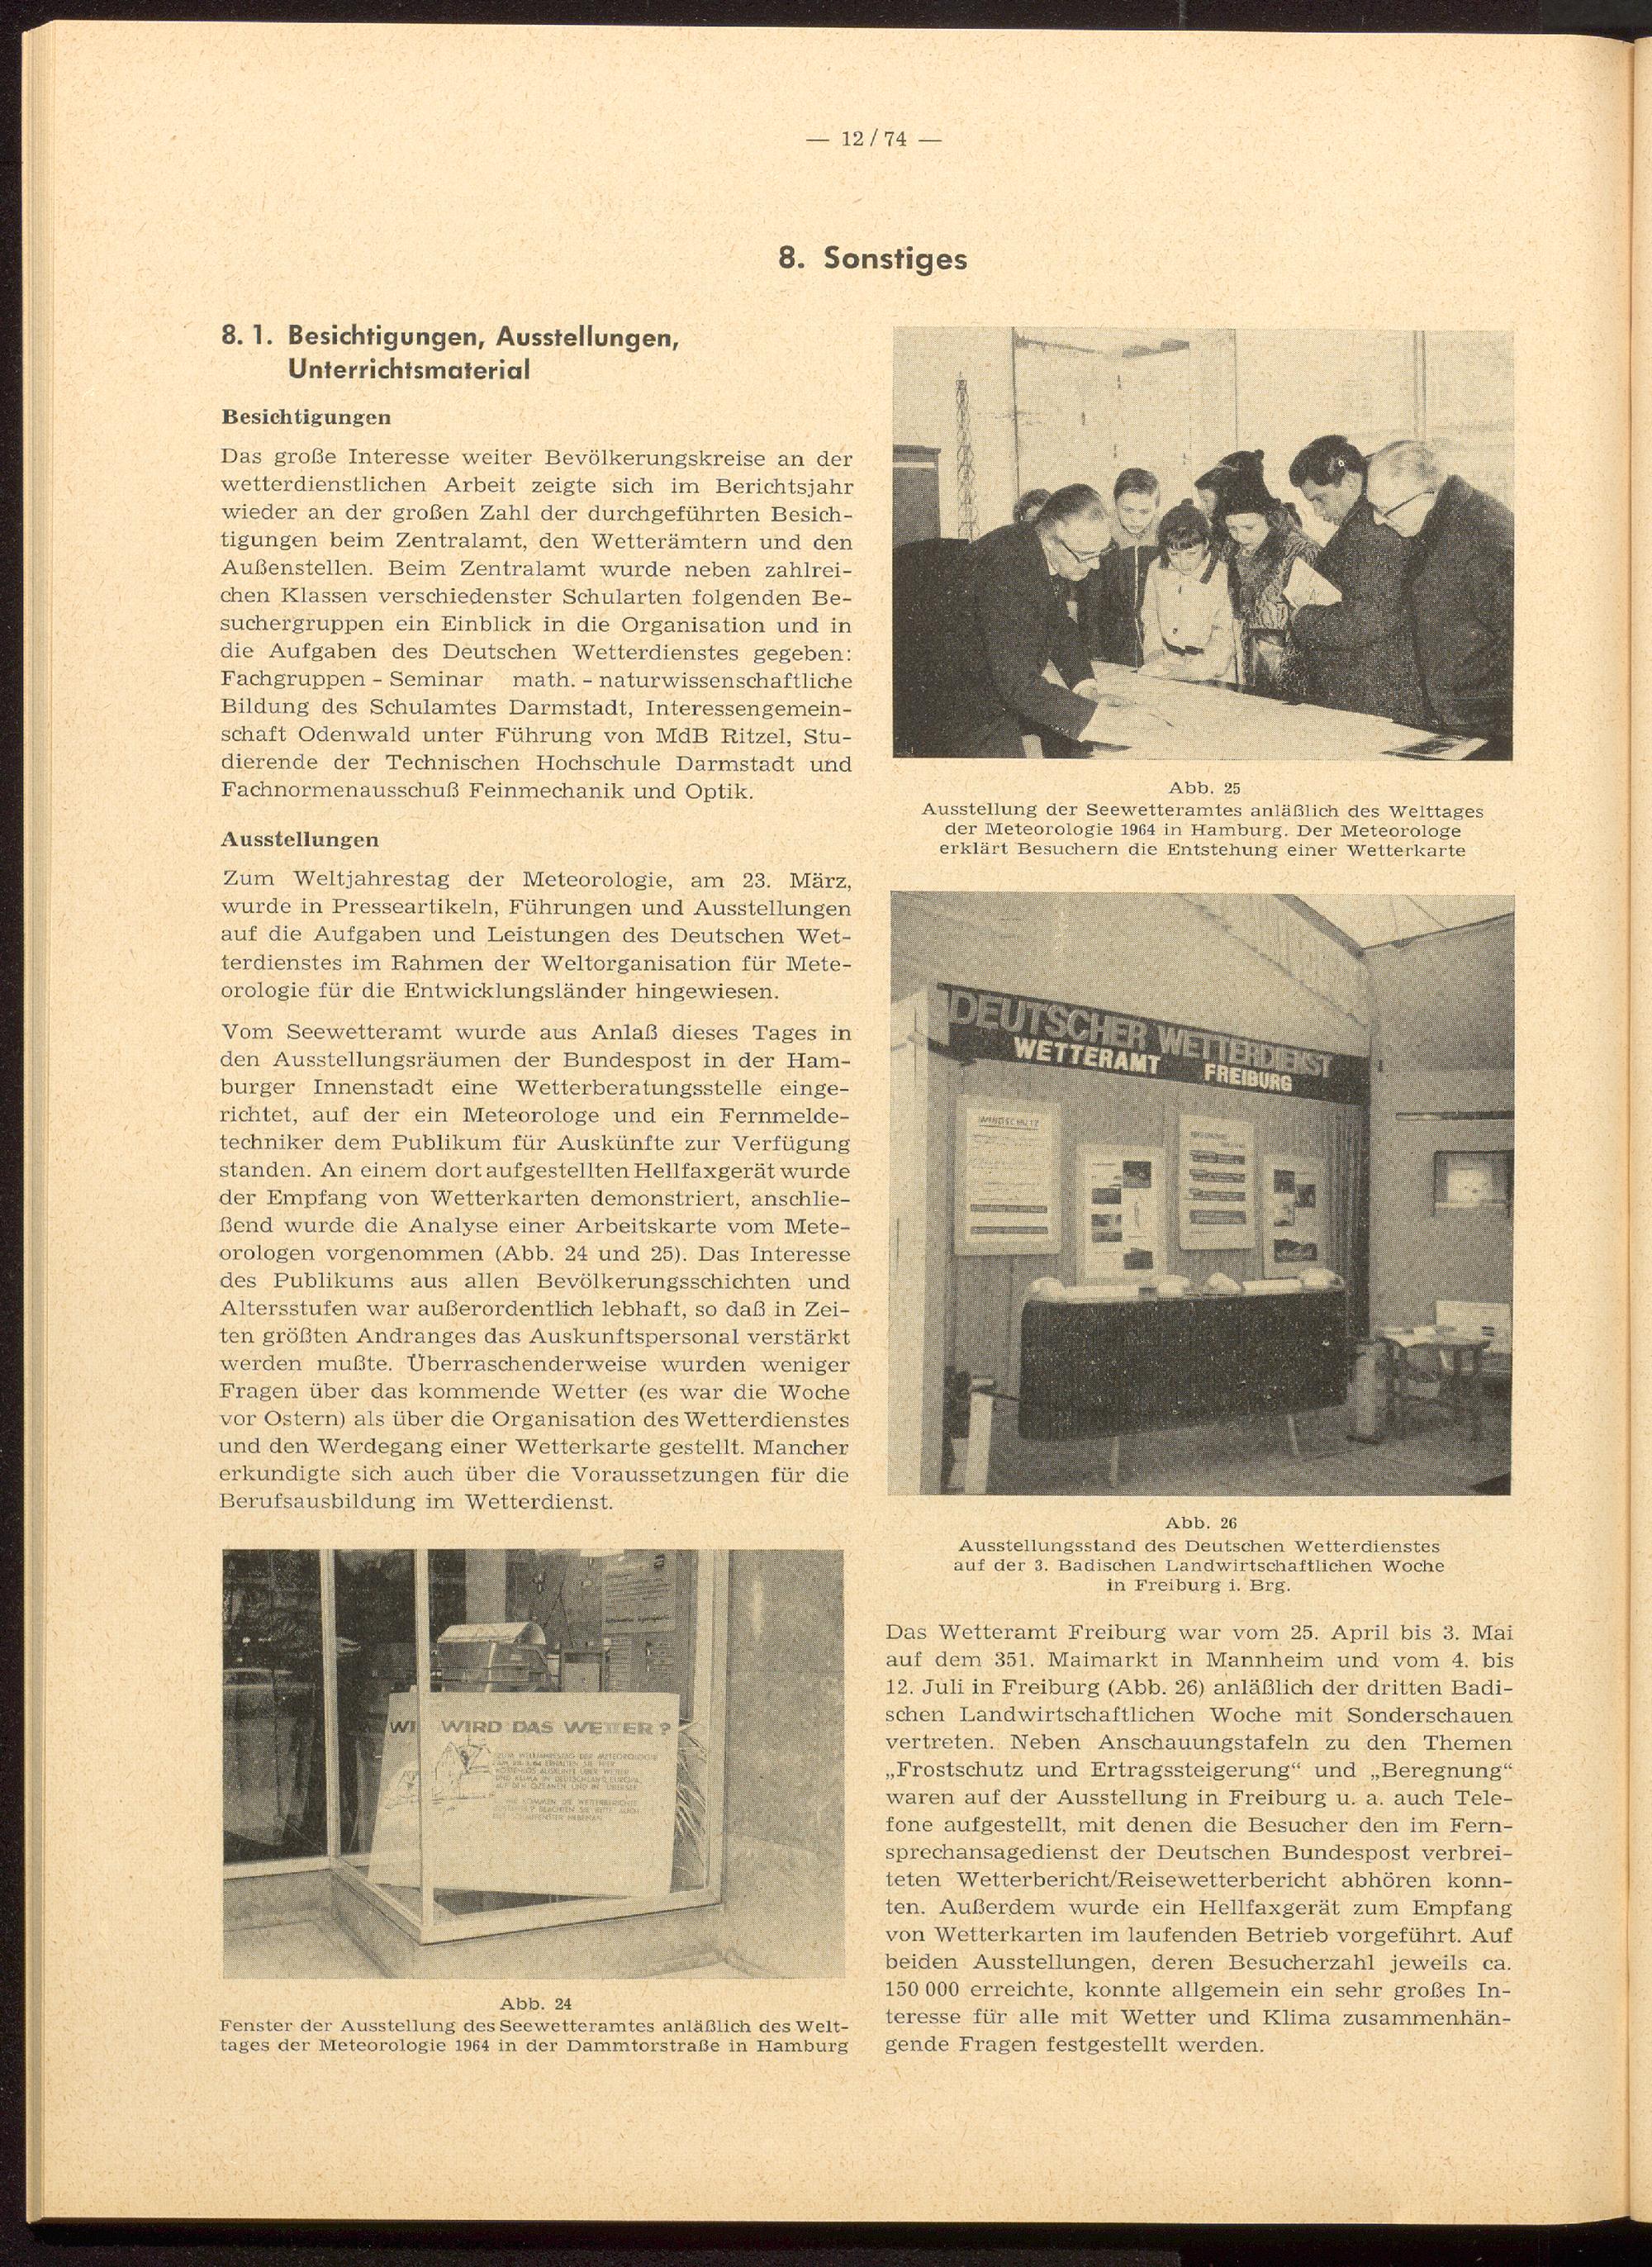 — 12 / 74 —
8. Sonstiges
8. 1. Besichtigungen, Ausstellungen,
Unterrichtsmaterial
Besichtigungen
Das große Interesse weiter Bevölkerungskreise an der
wetterdienstlichen Arbeit zeigte sich im Berichtsjahr
wieder an der großen Zahl der durchgeführten Besich-
tigungen beim Zentralamt, den Wetterämtern und den
Außenstellen. Beim Zentralamt wurde neben zahlrei-
chen Klassen verschiedenster Schularten folgenden Be-
suchergruppen ein Einblick in die Organisation und in
die Aufgaben des Deutschen Wetterdienstes gegeben:
Fachgruppen - Seminar math. - naturwissenschaftliche
Bildung des Schulamtes Darmstadt, Interessengemein-
schaft Odenwald unter Führung von MdB Ritzel, Stu-
dierende der Technischen Hochschule Darmstadt und
Fachnormenausschuß Feinmechanik und Optik.
Ausstellungen
Zum Weltjahrestag der Meteorologie, am 23. März,
wurde in Presseartikeln, Führungen und Ausstellungen
auf die Aufgaben und Leistungen des Deutschen Wet-
terdienstes im Rahmen der Weltorganisation für Mete-
orologie für die Entwicklungsländer hingewiesen.
Vom Seewetteramt wurde aus Anlaß dieses Tages in
den Ausstellungsräumen der Bundespost in der Ham-
burger Innenstadt eine Wetterberatungsstelle einge-
richtet, auf der ein Meteorologe und ein Fernmelde-
techniker dem Publikum für Auskünfte zur Verfügung
standen. An einem dort aufgestellten Hellfaxgerät wurde
der Empfang von Wetterkarten demonstriert, anschlie-
ßend wurde die Analyse einer Arbeitskarte vom Mete-
orologen vorgenommen (Abb. 24 und 25). Das Interesse
des Publikums aus allen Bevölkerungsschichten und
Altersstufen war außerordentlich lebhaft, so daß in Zei-
ten größten Andranges das Auskunftspersonal verstärkt
werden mußte. Überraschenderweise wurden weniger
Fragen über das kommende Wetter (es war die Woche
vor Ostern) als über die Organisation des Wetterdienstes
und den Werdegang einer Wetterkarte gestellt. Mancher
erkundigte sich auch über die Voraussetzungen für die
Berufsausbildung im Wetterdienst.
WI WIRD DAS WETTER ?
Abb. 24
Fenster der Ausstellung des Seewetteramtes anläßlich des Welt-
tages der Meteorologie 1964 in der Dammtorstraße in Hamburg
Abb. 25
Ausstellung der Seewetteramtes anläßlich des Welttages
der Meteorologie 1964 in Hamburg. Der Meteorologe
erklärt Besuchern die Entstehung einer Wetterkarte
DEUTSCHER WETTERDIENST
WETTERAMT FREIBURG
WINDSCHUTZ
Abb. 26
Ausstellungsstand des Deutschen Wetterdienstes
auf der 3. Badischen Landwirtschaftlichen Woche
in Freiburg i. Brg.
Das Wetteramt Freiburg war vom 25. April bis 3. Mai
auf dem 351. Maimarkt in Mannheim und vom 4. bis
12. Juli in Freiburg (Abb. 26) anläßlich der dritten Badi-
schen Landwirtschaftlichen Woche mit Sonderschauen
vertreten. Neben Anschauungstafeln zu den Themen
„Frostschutz und Ertragssteigerung“ und „Beregnung“
waren auf der Ausstellung in Freiburg u. a. auch Tele-
fone aufgestellt, mit denen die Besucher den im Fern-
sprechansagedienst der Deutschen Bundespost verbrei-
teten Wetterbericht/Reisewetterbericht abhören konn-
ten. Außerdem wurde ein Hellfaxgerät zum Empfang
von Wetterkarten im laufenden Betrieb vorgeführt. Auf
beiden Ausstellungen, deren Besucherzahl jeweils ca.
150 000 erreichte, konnte allgemein ein sehr großes In-
teresse für alle mit Wetter und Klima zusammenhän-
gende Fragen festgestellt werden.